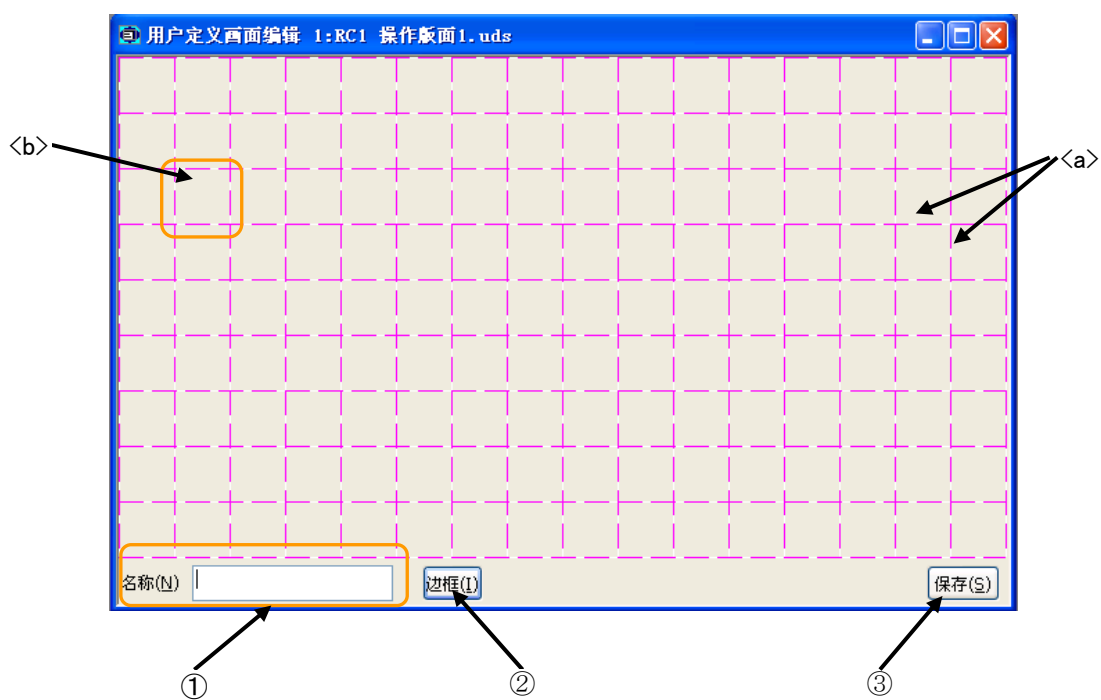 用户定义画面编辑 1:RC1 操作版面1.uds
<b>
<a>
名称(N)
边框(I)
保存(S)
①
②
③